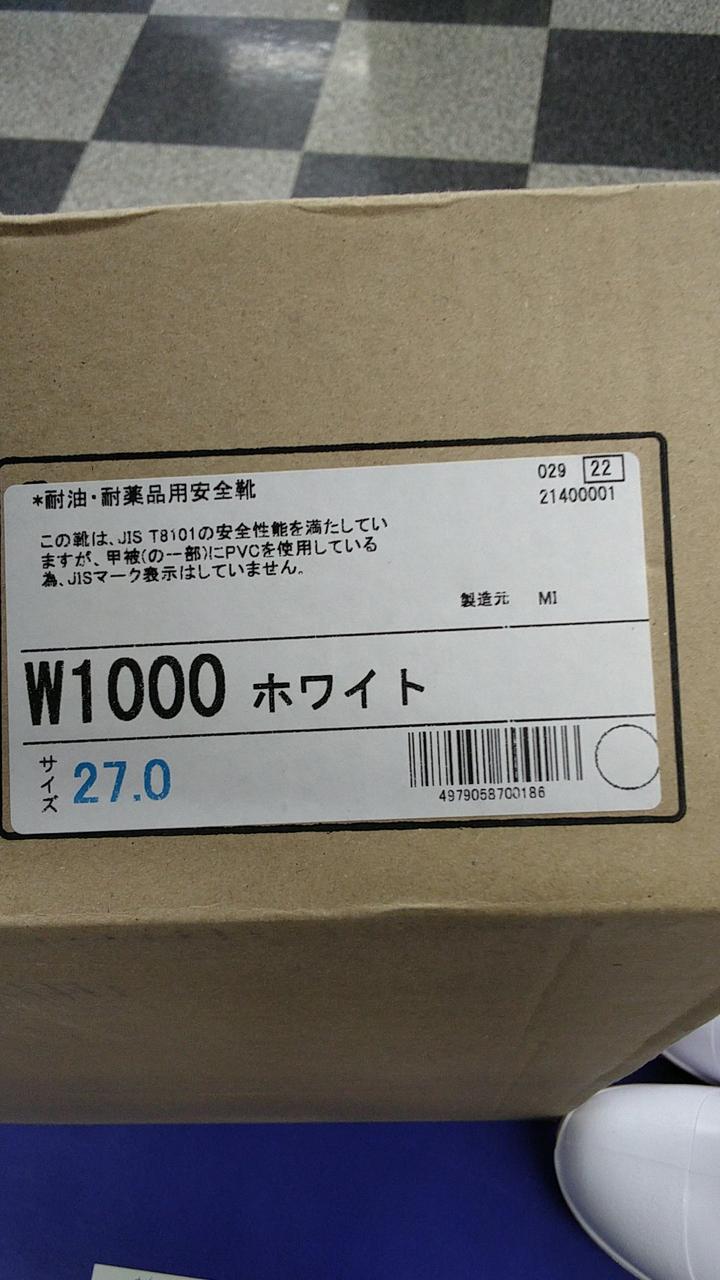 *耐油・耐薬品用安全靴
029 22
21400001
この靴は、JIS T8101の安全性能を満たしてい
ますが、甲被(の一部)にPVCを使用している
為、JISマーク表示はしていません。
製造元 MI
W1000 ホワイト
サイズ 27.0
4979058700186